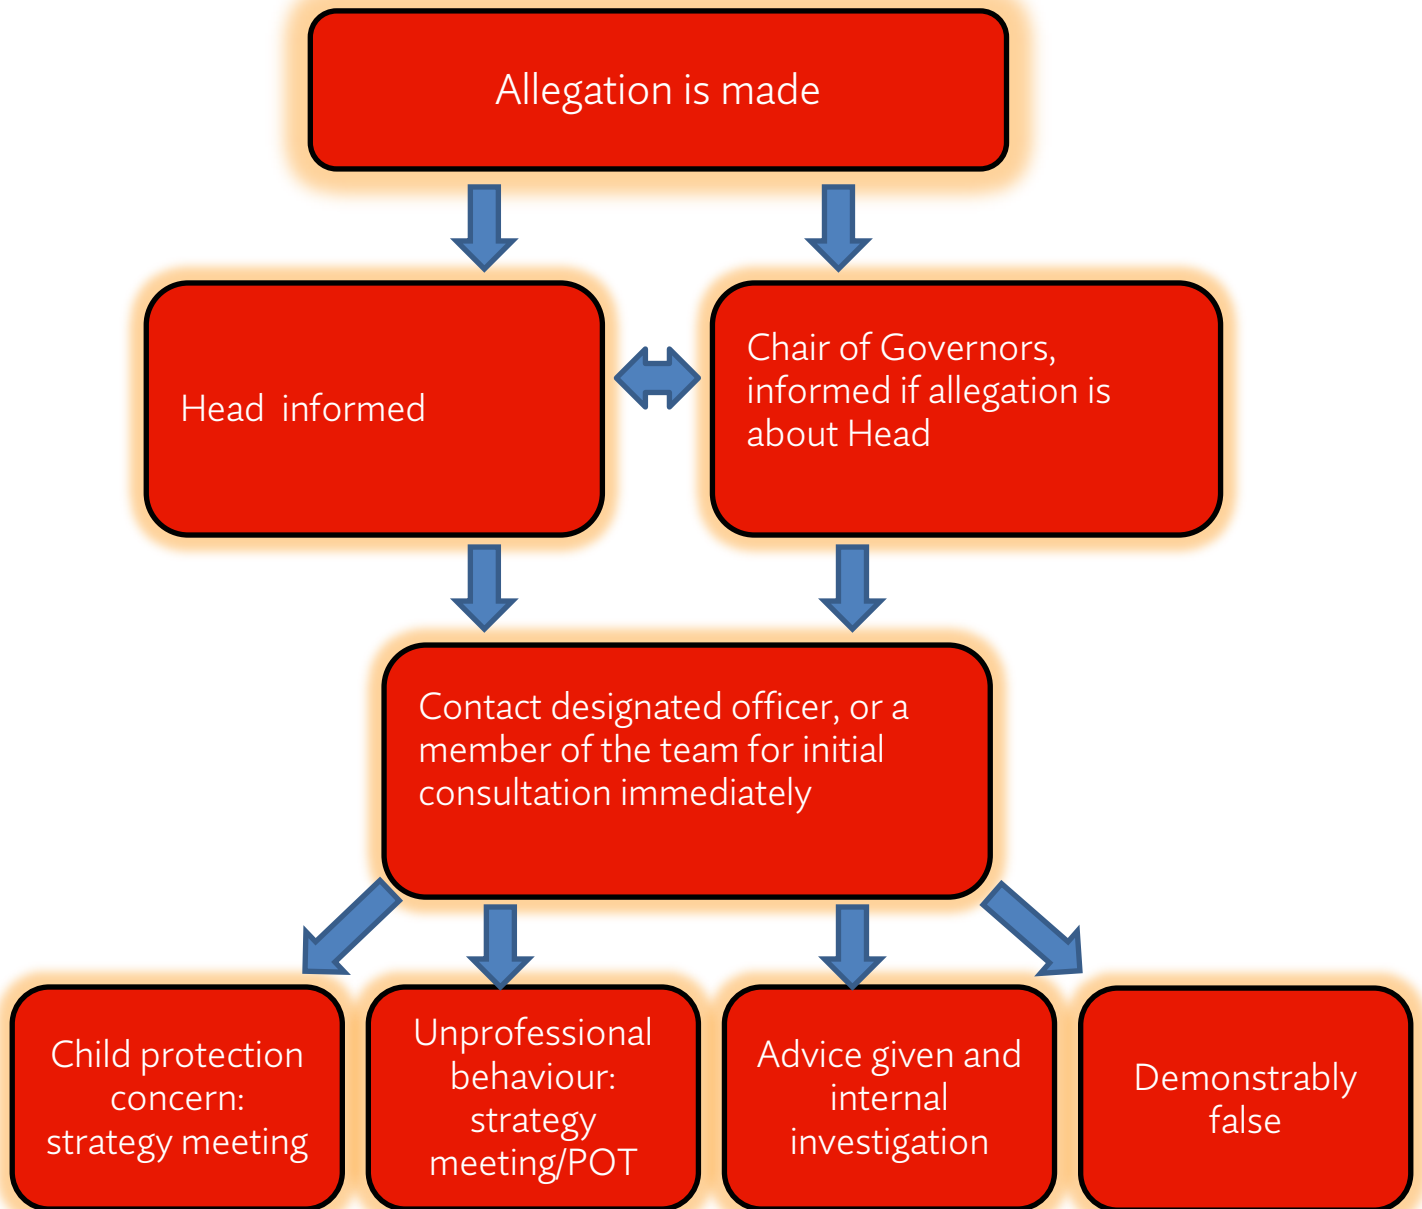 Allegation is made
Head  informed
Chair of Governors,
informed if allegation is
about Head
Contact designated officer, or a
member of the team for initial
consultation immediately
Child protection
concern:
strategy meeting
Unprofessional
behaviour:
strategy
meeting/POT
Advice given and
internal
investigation
Demonstrably
false